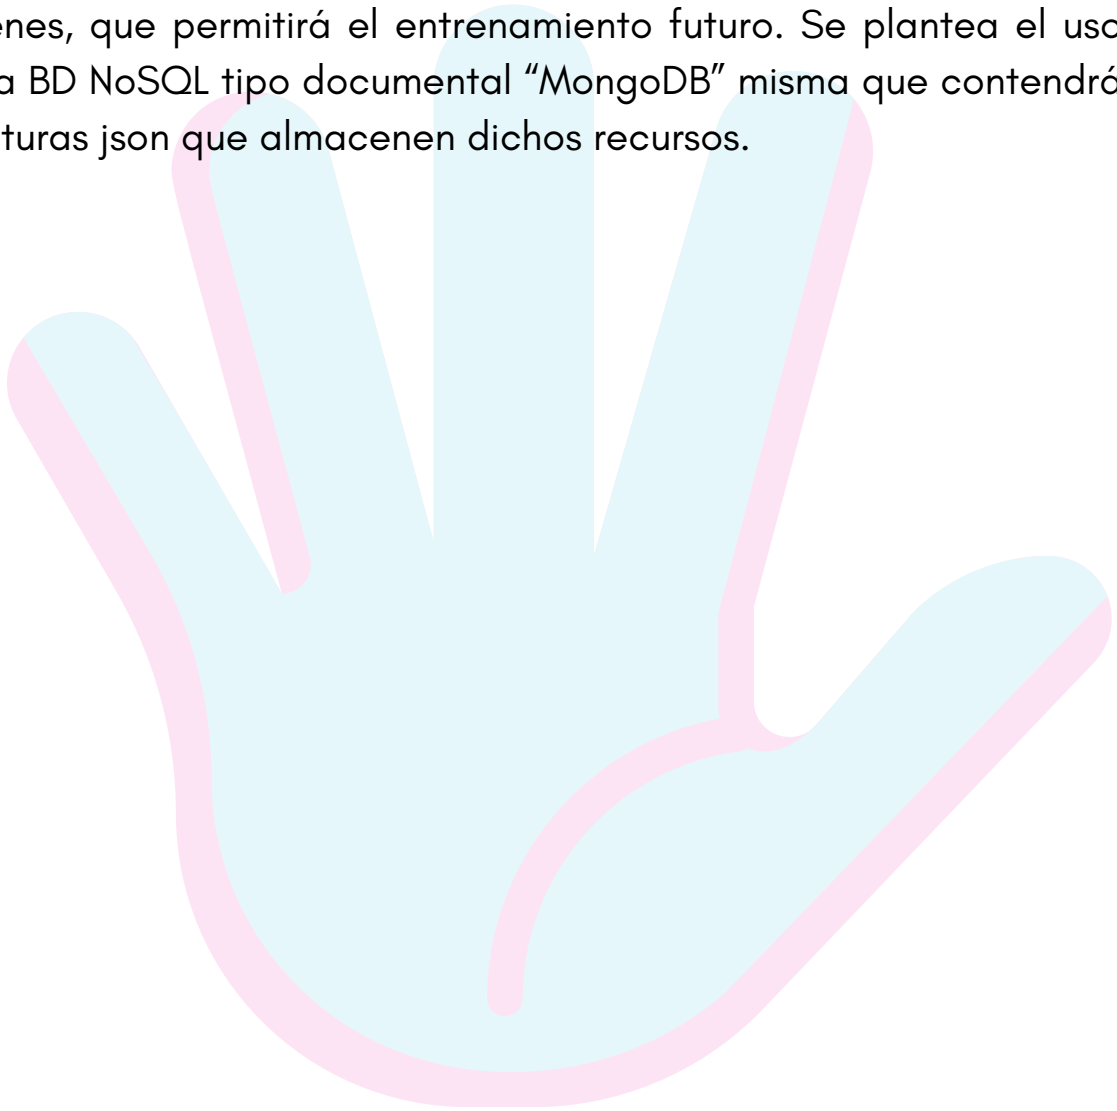 enes, que permitirá el entrenamiento futuro. Se plantea el uso
a BD NoSQL tipo documental “MongoDB” misma que contendrá
turas json que almacenen dichos recursos.